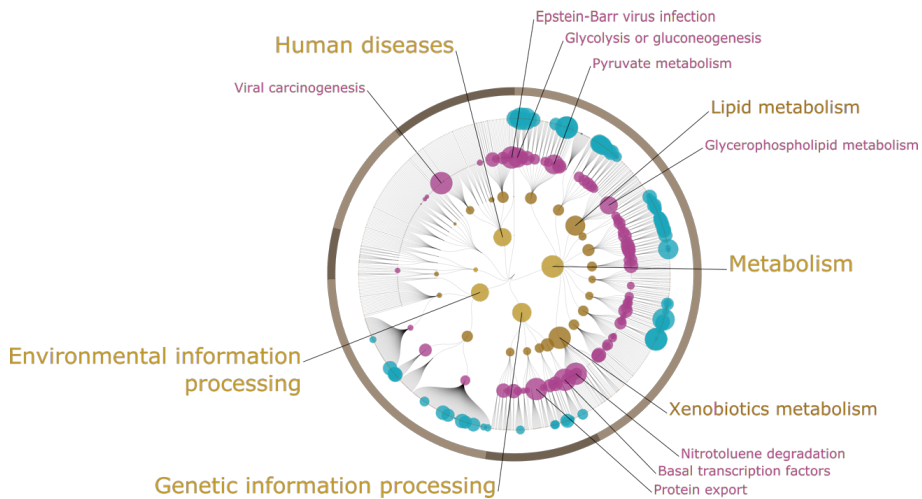 Epstein-Barr virus infection
Human diseases
Glycolysis or gluconeogenesis
Pyruvate metabolism
Viral carcinogenesis
Lipid metabolism
Glycerophospholipid metabolism
Metabolism
Environmental information
processing
Xenobiotics metabolism
Nitrotoluene degradation
Basal transcription factors
Genetic information processing
Protein export